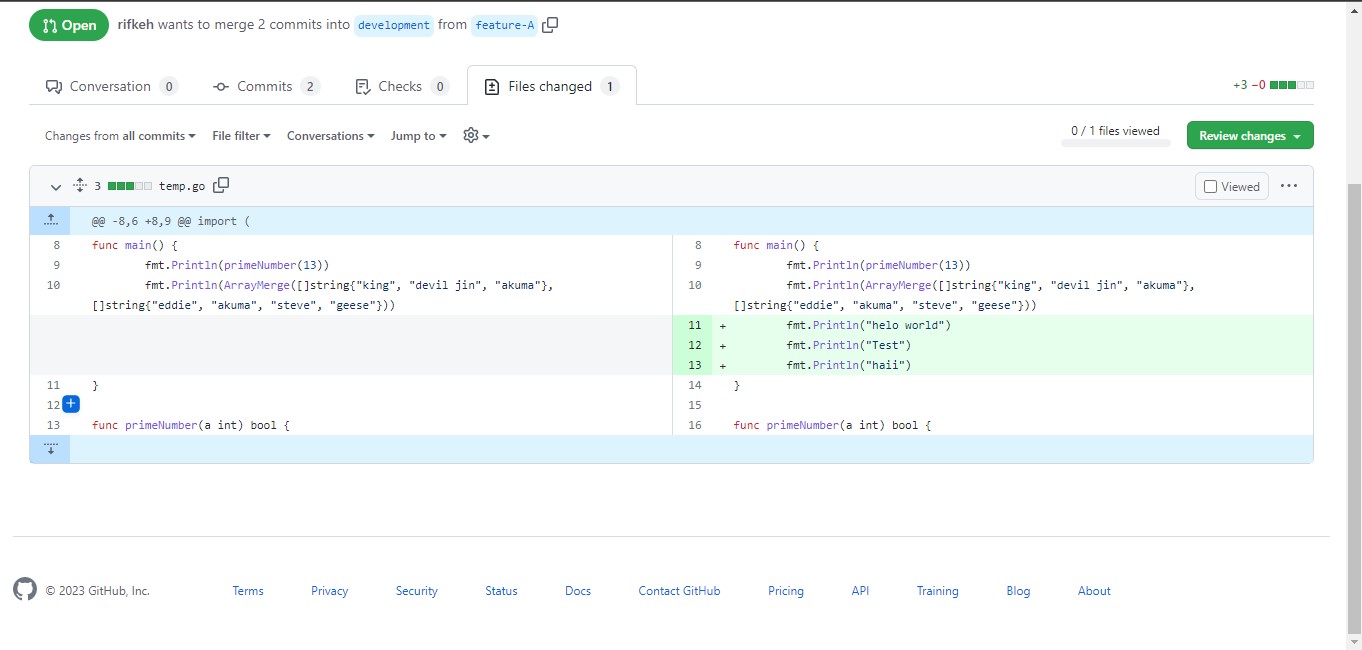 Open rifkeh wants to merge 2 commits into development from feature-A
Conversation 0 Commits 2 Checks 0 Files changed 1 +3 −0
Changes from all commits File filter Conversations Jump to 0 / 1 files viewed Review changes
3 temp.go Viewed
@@ -8,6 +8,9 @@ import (
8 func main() {
9 fmt.Println(primeNumber(13))
10 fmt.Println(ArrayMerge([]string{"king", "devil jin", "akuma"},
[]string{"eddie", "akuma", "steve", "geese"}))
11 }
12 +
13 func primeNumber(a int) bool {
8 func main() {
9 fmt.Println(primeNumber(13))
10 fmt.Println(ArrayMerge([]string{"king", "devil jin", "akuma"},
[]string{"eddie", "akuma", "steve", "geese"}))
11 + fmt.Println("helo world")
12 + fmt.Println("Test")
13 + fmt.Println("haii")
14 }
15
16 func primeNumber(a int) bool {
© 2023 GitHub, Inc. Terms Privacy Security Status Docs Contact GitHub Pricing API Training Blog About